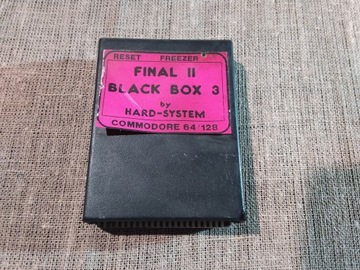 RESET FREEZER
FINAL II
BLACK BOX 3
by
HARD-SYSTEM
COMMODORE 64/128